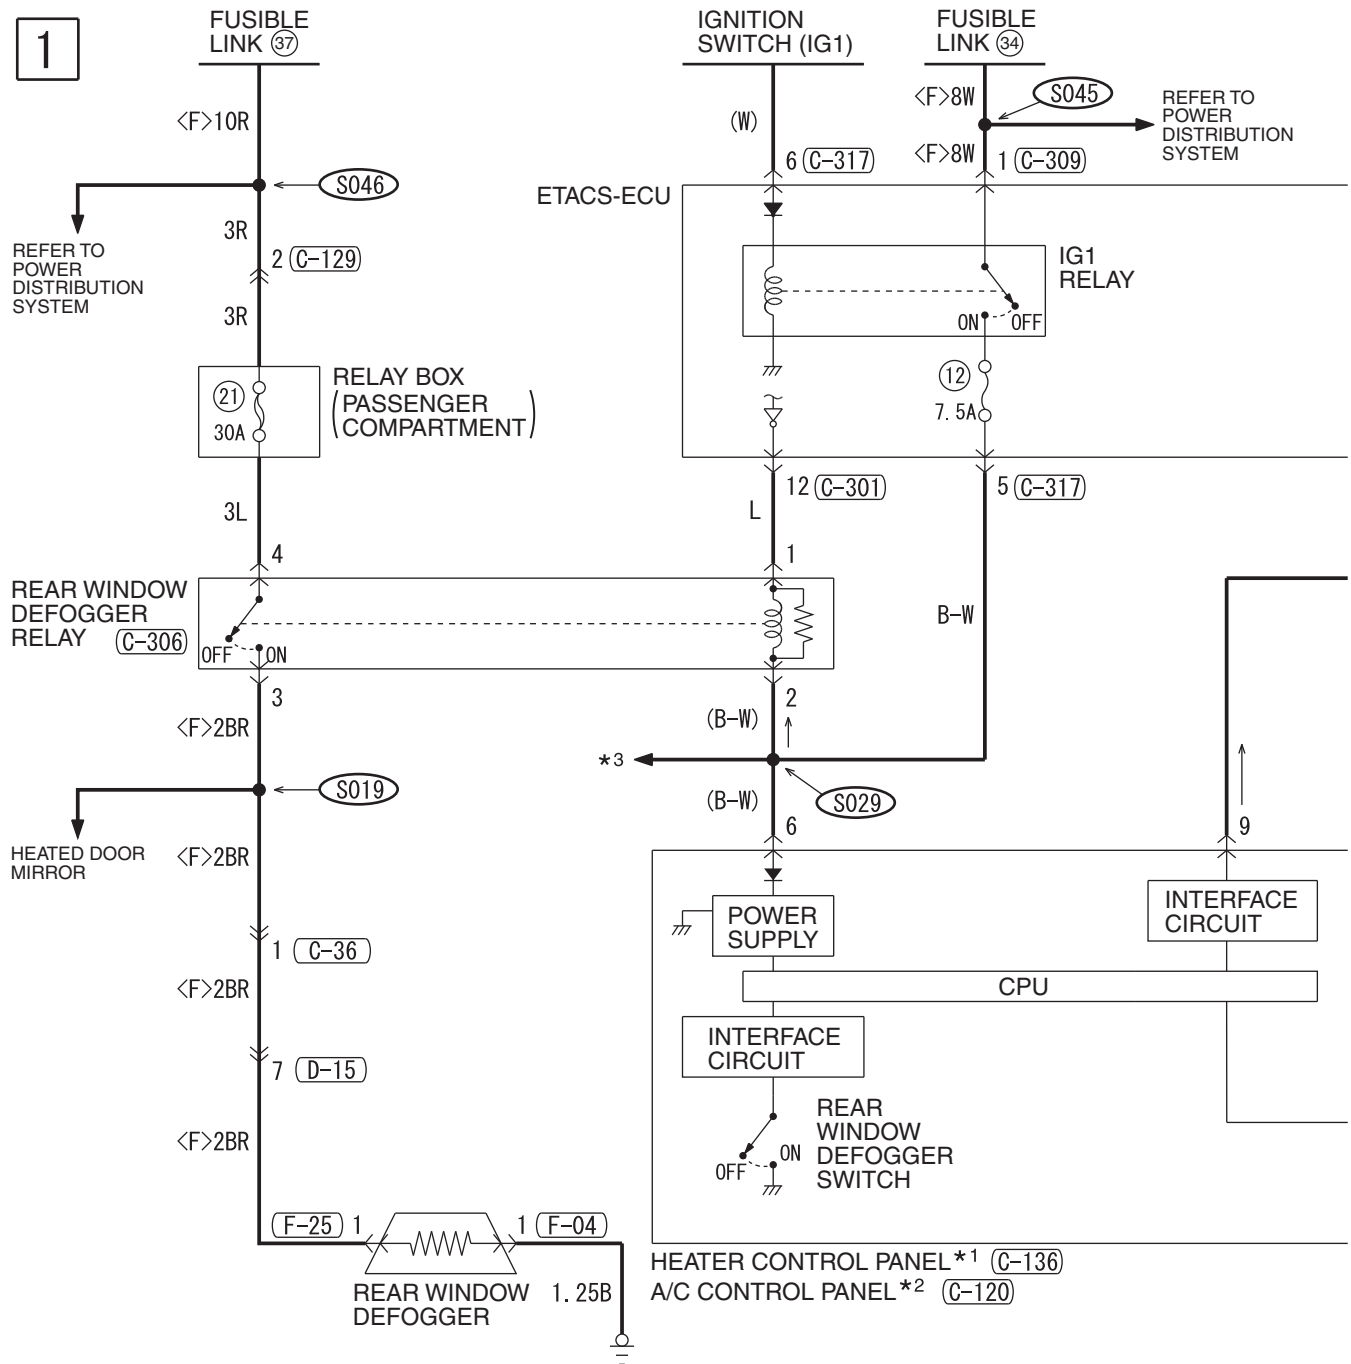 1
FUSIBLE
LINK 37
IGNITION
SWITCH (IG1)
FUSIBLE
LINK 34
<F>10R
(W)
<F>8W
S045
REFER TO
POWER
DISTRIBUTION
SYSTEM
<F>8W
6 C-317
1 C-309
S046
ETACS-ECU
REFER TO
POWER
DISTRIBUTION
SYSTEM
3R
2 C-129
3R
IG1
RELAY
ON OFF
21
30A
RELAY BOX
(PASSENGER
COMPARTMENT)
12
7.5A
12 C-301
5 C-317
3L
L
4
1
REAR WINDOW
DEFOGGER
RELAY C-306
OFF ON
B-W
3
2
<F>2BR
(B-W)
*3
S019
(B-W)
S029
HEATED DOOR
MIRROR
<F>2BR
6
9
POWER
SUPPLY
INTERFACE
CIRCUIT
1 C-36
<F>2BR
CPU
INTERFACE
CIRCUIT
7 D-15
<F>2BR
REAR
WINDOW
DEFOGGER
SWITCH
OFF ON
F-25 1
1 F-04
REAR WINDOW
DEFOGGER
1.25B
HEATER CONTROL PANEL*1 C-136
A/C CONTROL PANEL*2 C-120